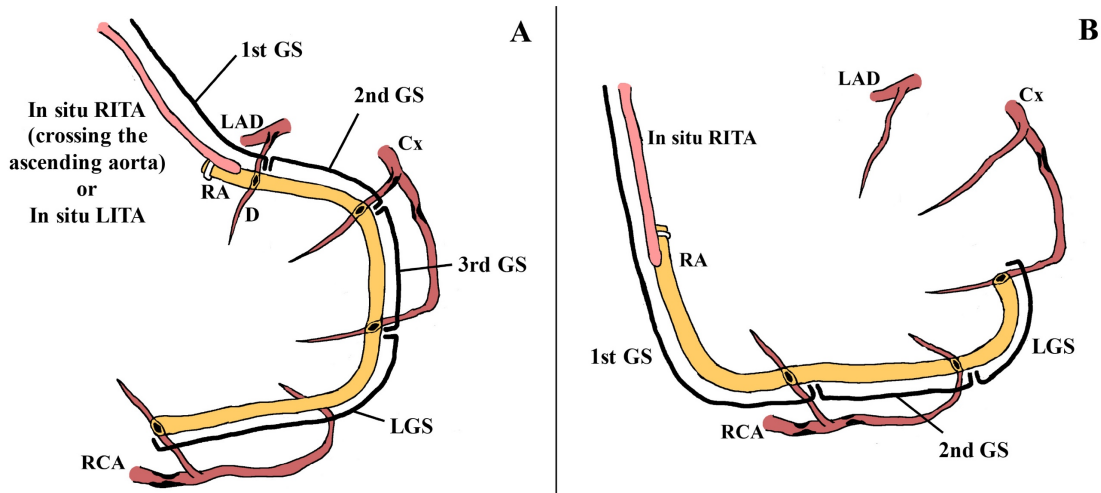 A
1st GS
2nd GS
LAD
Cx
In situ RITA
(crossing the
ascending aorta)
or
In situ LITA
RA
D
3rd GS
LGS
RCA
B
LAD
Cx
In situ RITA
RA
1st GS
LGS
RCA
2nd GS